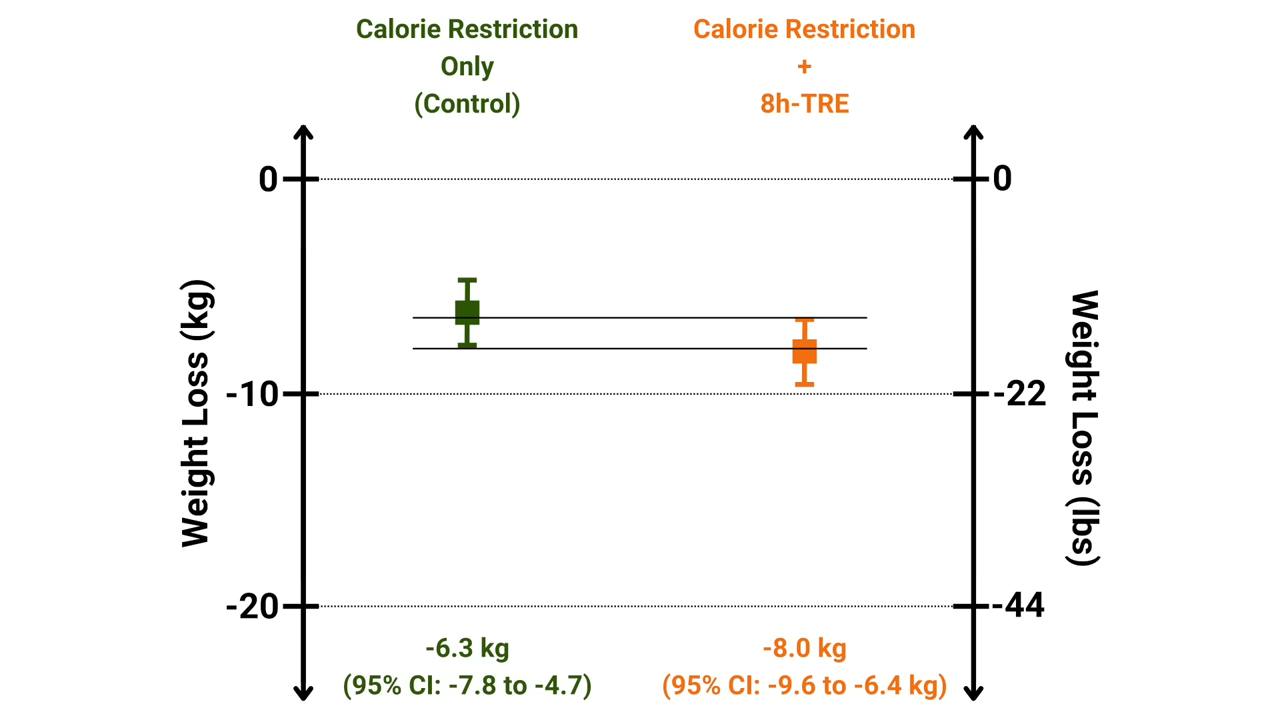 Calorie Restriction
Only
(Control)
Calorie Restriction
+
8h-TRE
0
-10
-20
0
-22
-44
Weight Loss (kg)
Weight Loss (lbs)
-6.3 kg
(95% CI: -7.8 to -4.7)
-8.0 kg
(95% CI: -9.6 to -6.4 kg)